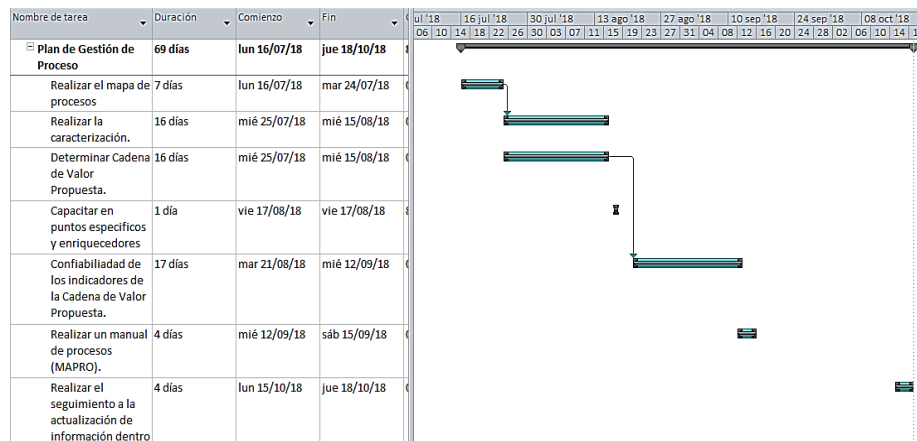 Nombre de tarea Duración Comienzo Fin
ul '18 16 jul '18 30 jul '18 13 ago '18 27 ago '18 10 sep '18 24 sep '18 08 oct '18
06 10 14 18 22 26 30 03 07 11 15 19 23 27 31 04 08 12 16 20 24 28 02 06 10 14
Plan de Gestión de 69 días lun 16/07/18 jue 18/10/18
Proceso
Realizar el mapa de 7 días lun 16/07/18 mar 24/07/18
procesos
Realizar la 16 días mié 25/07/18 mié 15/08/18
caracterización.
Determinar Cadena 16 días mié 25/07/18 mié 15/08/18
de Valor
Propuesta.
Capacitar en 1 día vie 17/08/18 vie 17/08/18
puntos especificos
y enriquecedores
Confiabiliadad de 17 días mar 21/08/18 mié 12/09/18
los indicadores de
la Cadena de Valor
Propuesta.
Realizar un manual 4 días mié 12/09/18 sáb 15/09/18
de procesos
(MAPRO).
Realizar el 4 días lun 15/10/18 jue 18/10/18
seguimiento a la
actualización de
información dentro